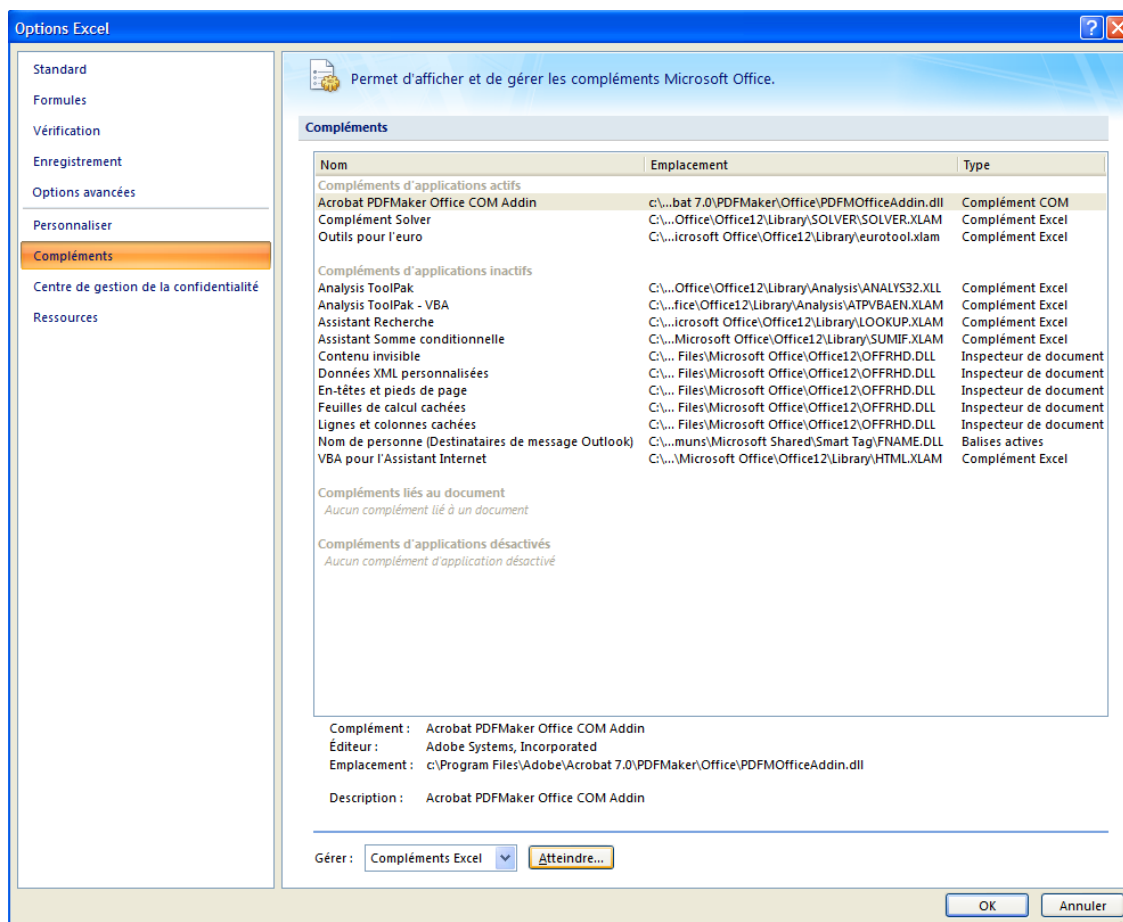 Options Excel
Standard
Formules
Vérification
Enregistrement
Options avancées
Personnaliser
Compléments
Centre de gestion de la confidentialité
Ressources
Permet d'afficher et de gérer les compléments Microsoft Office.
Compléments
Nom Emplacement Type
Compléments d'applications actifs
Acrobat PDFMaker Office COM Addin c:\...bat 7.0\PDFMaker\Office\PDFMOfficeAddin.dll Complément COM
Complément Solver C:\...Office\Office12\Library\SOLVER\SOLVER.XLAM Complément Excel
Outils pour l'euro C:\...icrosoft Office\Office12\Library\eurotool.xlam Complément Excel
Compléments d'applications inactifs
Analysis ToolPak C:\...Office\Office12\Library\Analysis\ANALYS32.XLL Complément Excel
Analysis ToolPak - VBA C:\...fice\Office12\Library\Analysis\ATPVBAEN.XLAM Complément Excel
Assistant Recherche C:\...icrosoft Office\Office12\Library\LOOKUP.XLAM Complément Excel
Assistant Somme conditionnelle C:\...Microsoft Office\Office12\Library\SUMIF.XLAM Complément Excel
Contenu invisible C:\... Files\Microsoft Office\Office12\OFFRHD.DLL Inspecteur de document
Données XML personnalisées C:\... Files\Microsoft Office\Office12\OFFRHD.DLL Inspecteur de document
En-têtes et pieds de page C:\... Files\Microsoft Office\Office12\OFFRHD.DLL Inspecteur de document
Feuilles de calcul cachées C:\... Files\Microsoft Office\Office12\OFFRHD.DLL Inspecteur de document
Lignes et colonnes cachées C:\... Files\Microsoft Office\Office12\OFFRHD.DLL Inspecteur de document
Nom de personne (Destinataires de message Outlook) C:\...muns\Microsoft Shared\Smart Tag\FNAME.DLL Balises actives
VBA pour l'Assistant Internet C:\...\Microsoft Office\Office12\Library\HTML.XLAM Complément Excel
Compléments liés au document
Aucun complément lié à un document
Compléments d'applications désactivés
Aucun complément d'application désactivé
Complément : Acrobat PDFMaker Office COM Addin
Éditeur : Adobe Systems, Incorporated
Emplacement : c:\Program Files\Adobe\Acrobat 7.0\PDFMaker\Office\PDFMOfficeAddin.dll
Description : Acrobat PDFMaker Office COM Addin
Gérer : Compléments Excel Atteindre...
OK Annuler